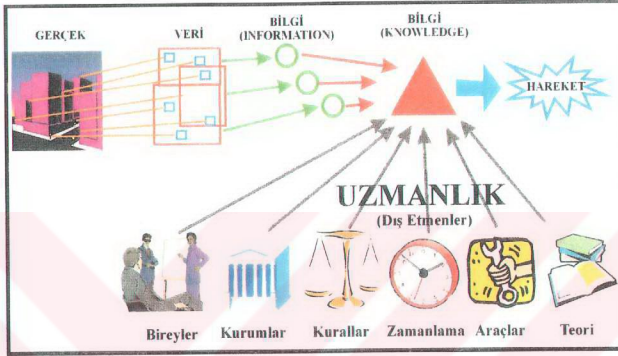 GERÇEK
VERİ
BİLGİ
(INFORMATION)
BİLGİ
(KNOWLEDGE)
HAREKET
UZMANLIK
(Dış Etmenler)
Bireyler
Kurumlar
Kurallar
Zamanlama
Araçlar
Teori